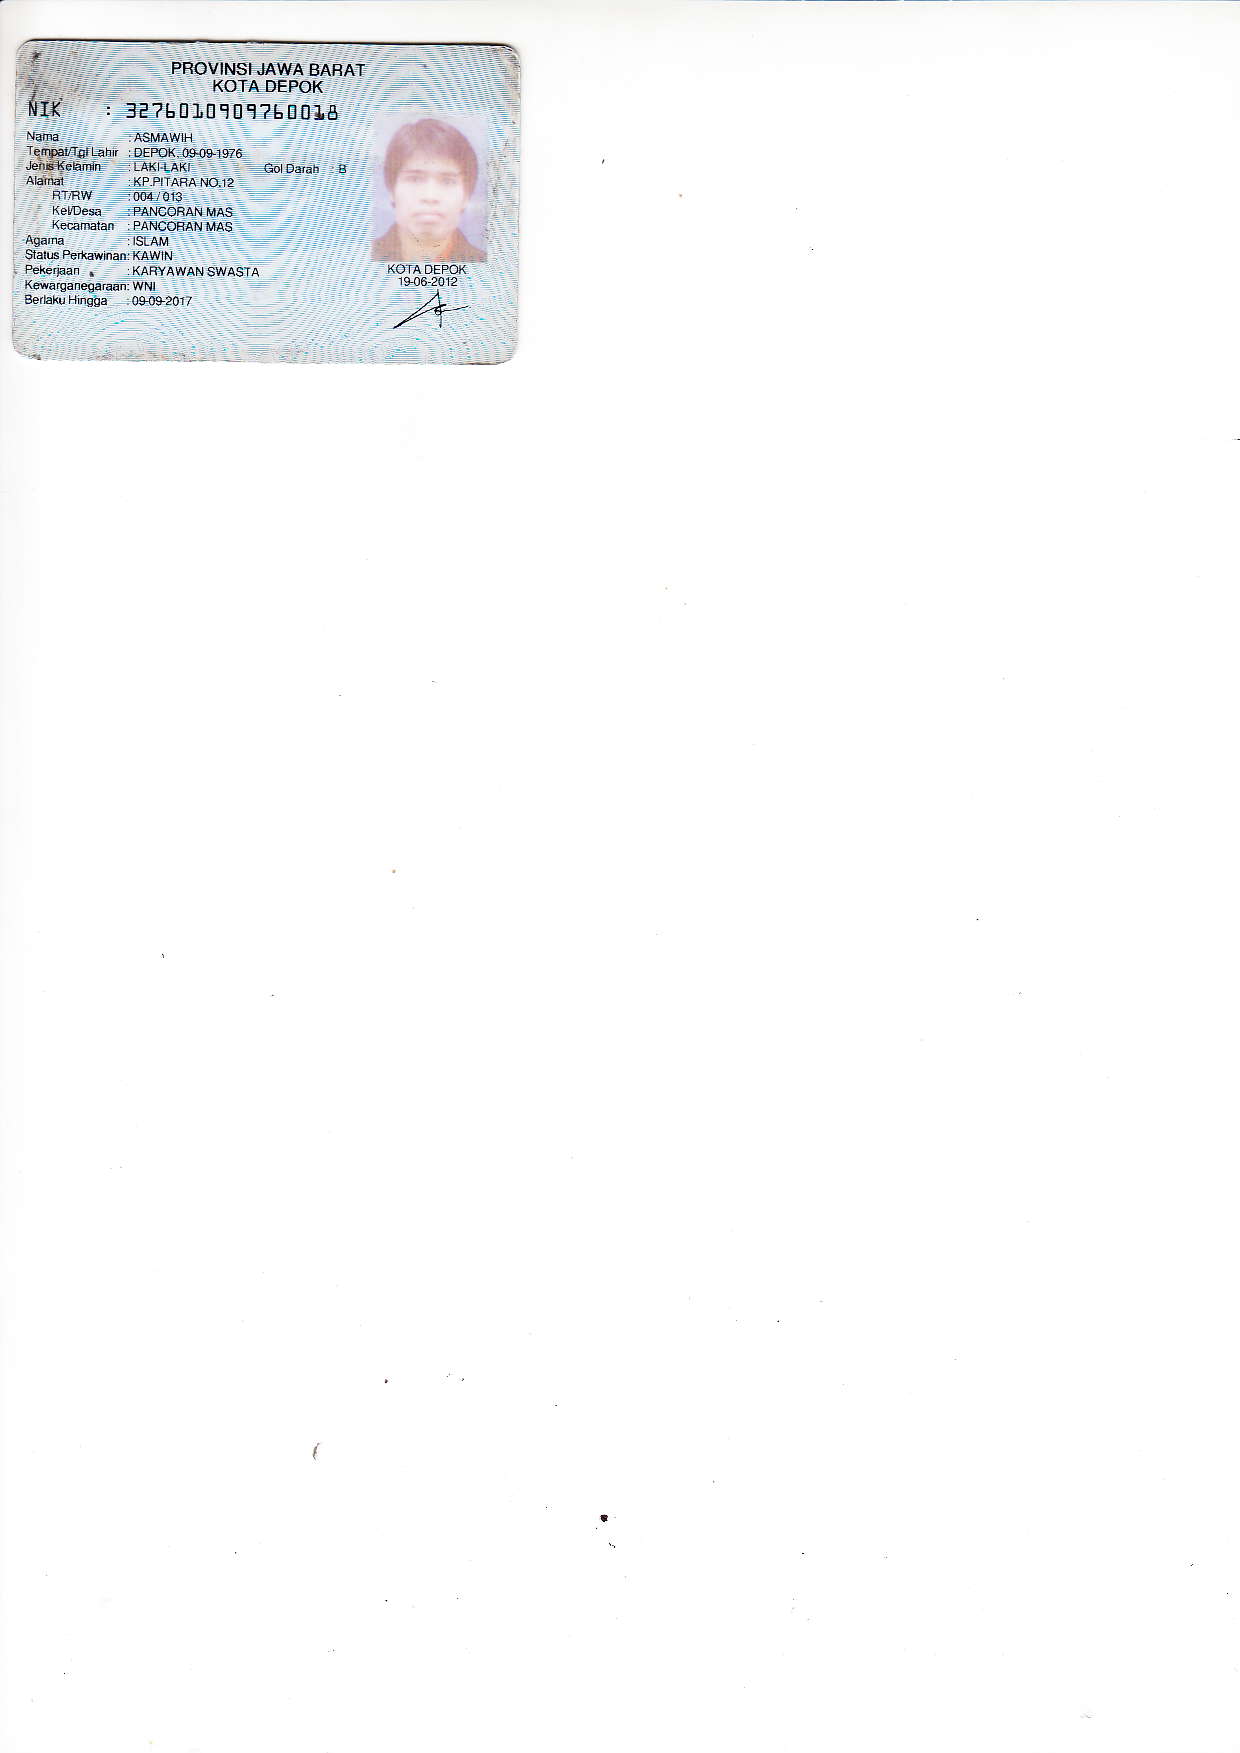 PROVINSI JAWA BARAT
KOTA DEPOK
NIK : 3276010909760018
Nama : ASMAWIH
Tempat/Tgl Lahir : DEPOK, 09-09-1976
Jenis Kelamin : LAKI-LAKI Gol Darah : B
Alamat : KP.PITARA NO.12
RT/RW : 004 / 013
Kel/Desa : PANCORAN MAS
Kecamatan : PANCORAN MAS
Agama : ISLAM
Status Perkawinan: KAWIN
Pekerjaan : KARYAWAN SWASTA
Kewarganegaraan: WNI
Berlaku Hingga : 09-09-2017
KOTA DEPOK
19-06-2012